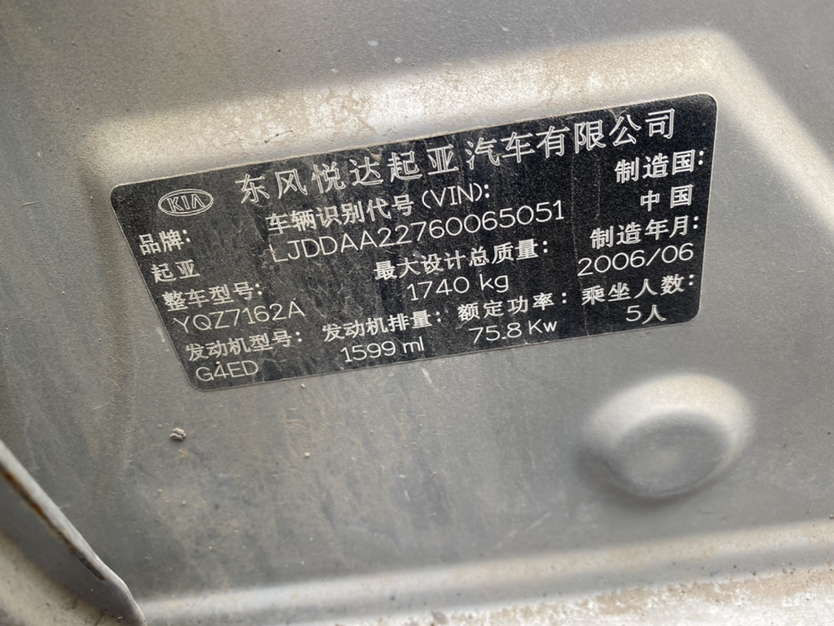 KIA 东风悦达起亚汽车有限公司
品牌: 车辆识别代号(VIN): 制造国:
起亚 LJDDAA22760065051 中国
整车型号: 最大设计总质量: 制造年月:
YQZ7162A 1740 kg 2006/06
发动机型号: 发动机排量: 额定功率: 乘坐人数:
G4ED 1599 ml 75.8 Kw 5人